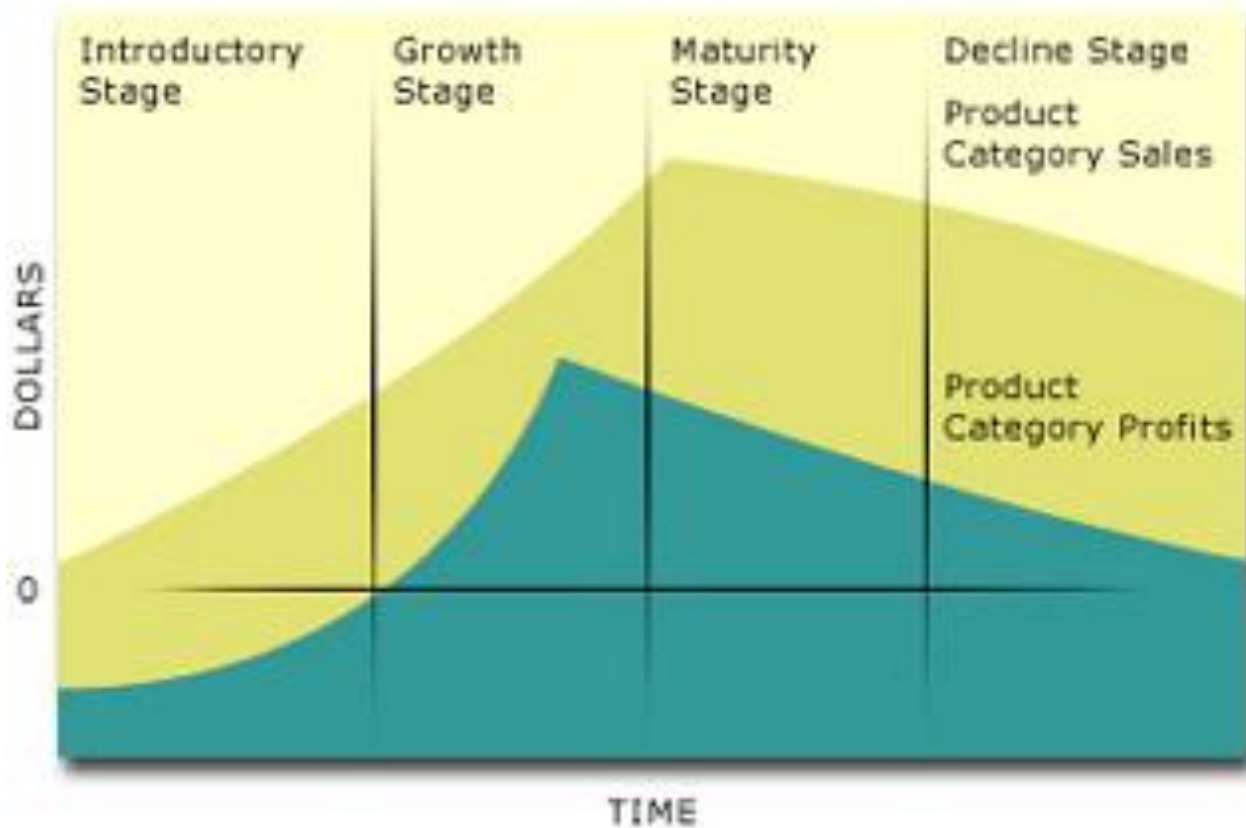 Introductory
Stage
Growth
Stage
Maturity
Stage
Decline Stage
Product
Category Sales
Product
Category Profits
DOLLARS
0
TIME